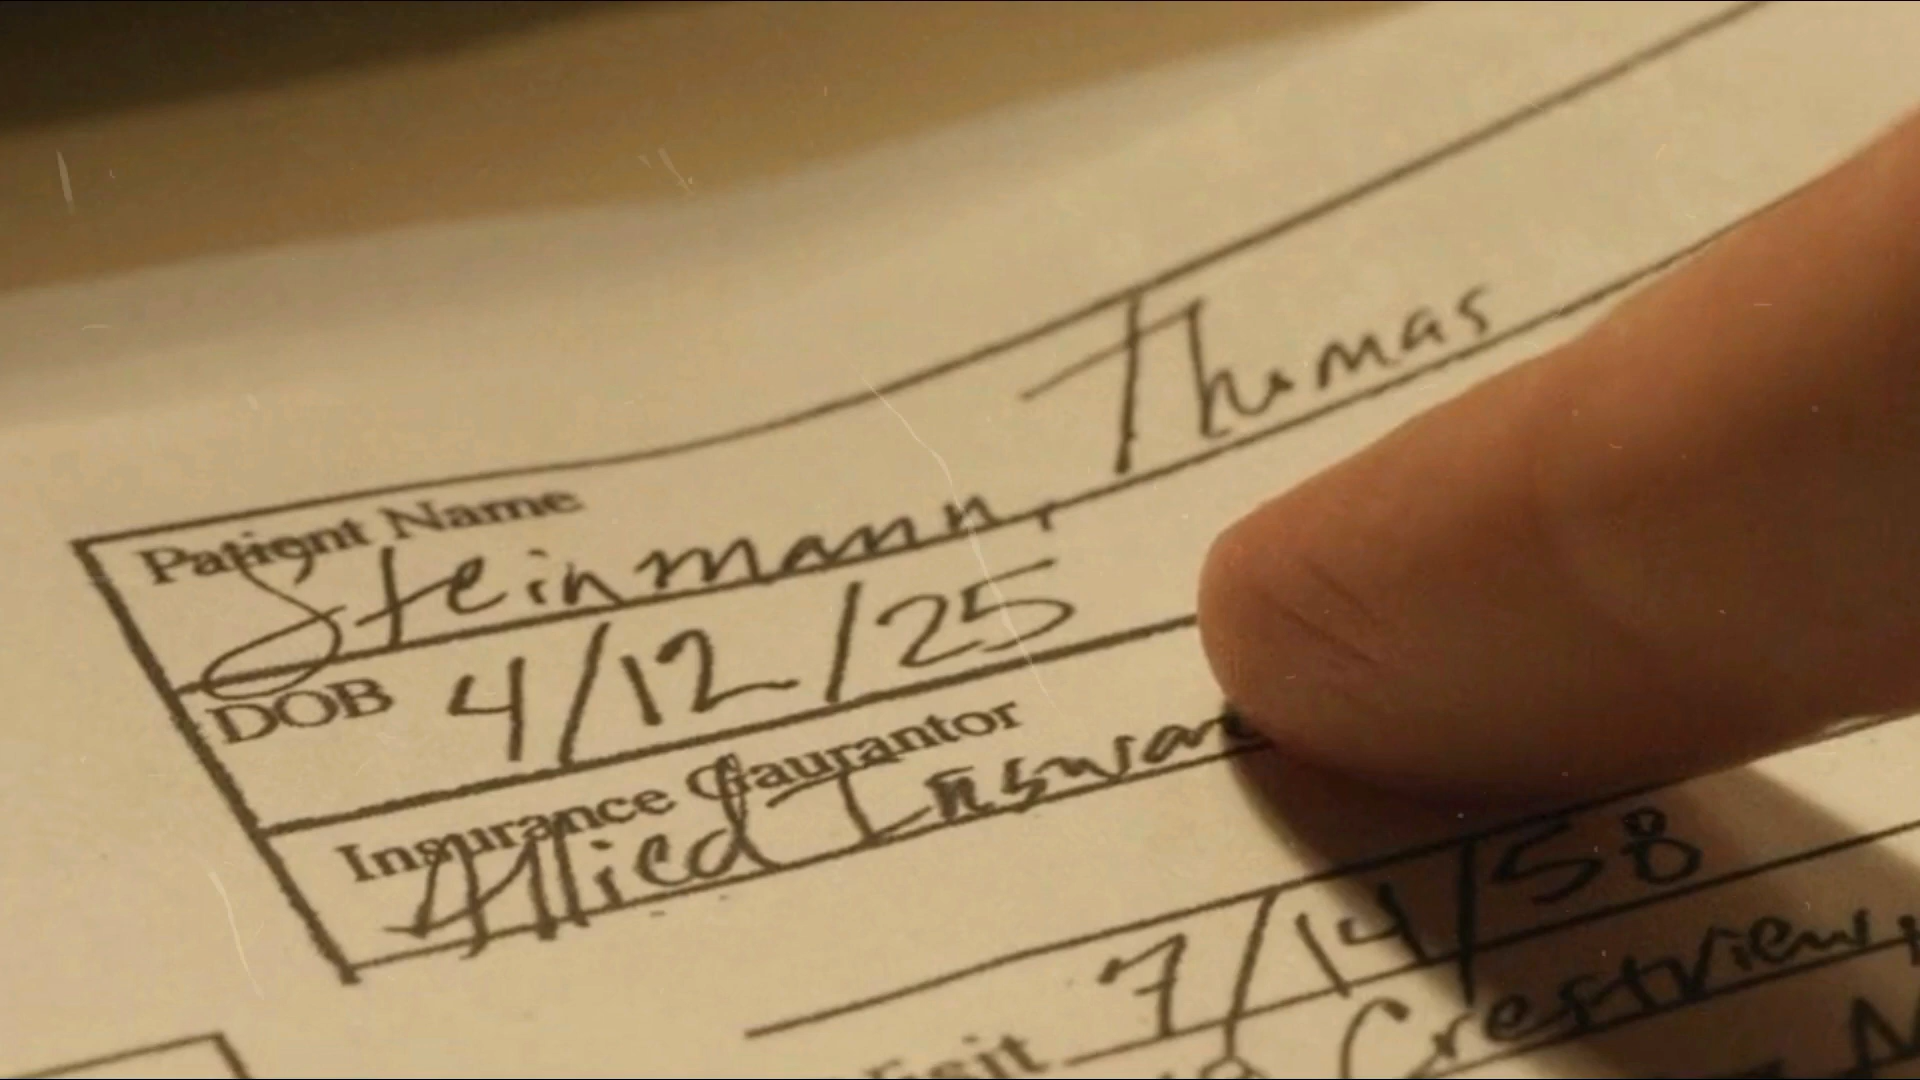 Patient Name
Steinmann, Thomas
DOB 4/12/25
Insurance Gaurantor
Allied
7/14/58
Crestview,